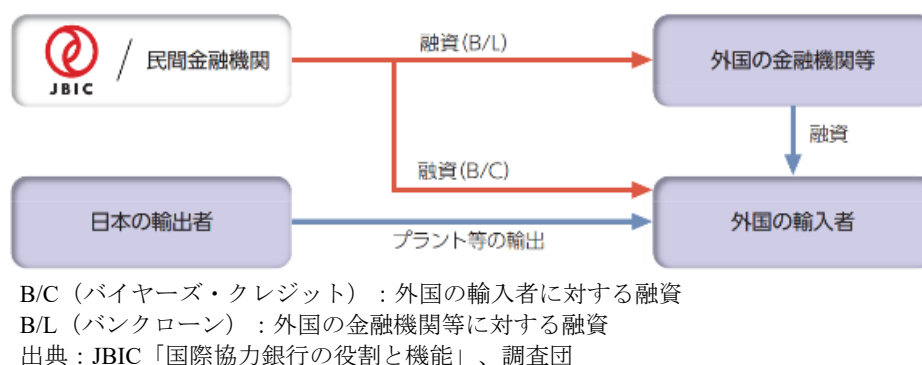 融資(B/L)
JBIC / 民間金融機関
外国の金融機関等
融資
融資(B/C)
日本の輸出者
外国の輸入者
プラント等の輸出
B/C（バイヤーズ・クレジット）：外国の輸入者に対する融資
B/L（バンクローン）：外国の金融機関等に対する融資
出典：JBIC「国際協力銀行の役割と機能」、調査団